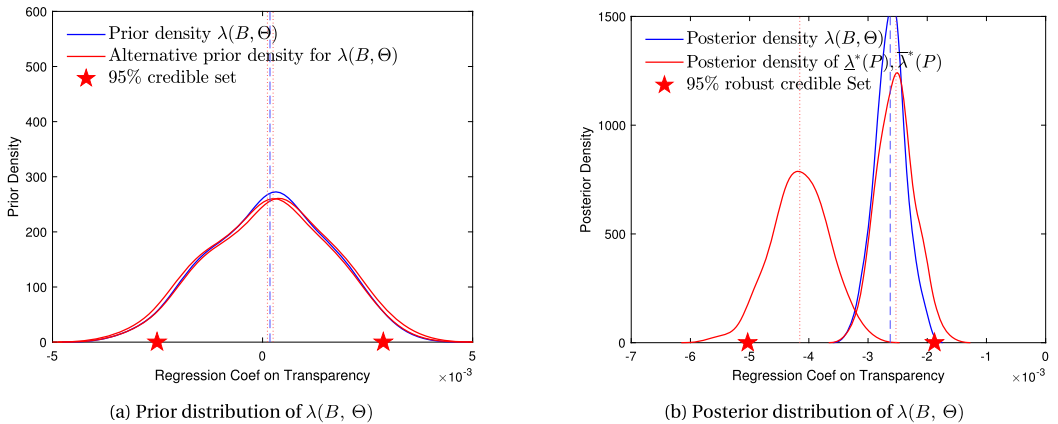 600
500
400
300
200
100
0
Prior Density
Prior density λ(B, Θ)
Alternative prior density for λ(B, Θ)
95% credible set
-5 0 5
Regression Coef on Transparency
×10⁻³
(a) Prior distribution of λ(B, Θ)
1500
1000
500
0
Posterior Density
Posterior density λ(B, Θ)
Posterior density of λ̲*(P), λ̅*(P)
95% robust credible Set
-7 -6 -5 -4 -3 -2 -1 0
Regression Coef on Transparency
×10⁻³
(b) Posterior distribution of λ(B, Θ)